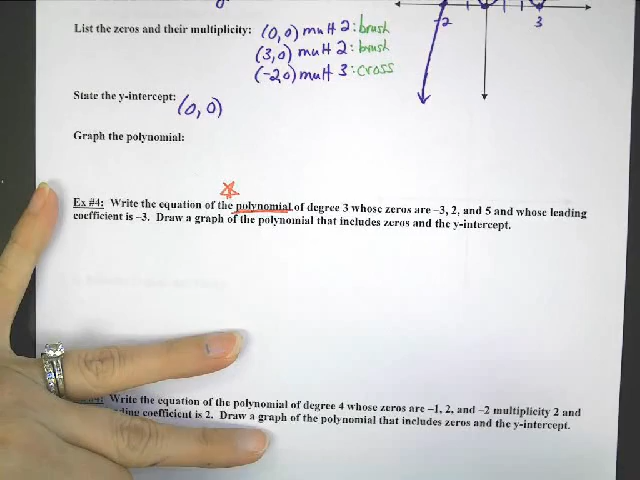 -2
3
List the zeros and their multiplicity: (0,0) mult 2: brush
(3,0) mult 2: brush
(-2,0) mult 3: cross
State the y-intercept: (0,0)
Graph the polynomial:
Ex #4: Write the equation of the polynomial of degree 3 whose zeros are –3, 2, and 5 and whose leading
coefficient is –3. Draw a graph of the polynomial that includes zeros and the y-intercept.
Write the equation of the polynomial of degree 4 whose zeros are –1, 2, and –2 multiplicity 2 and
coefficient is 2. Draw a graph of the polynomial that includes zeros and the y-intercept.